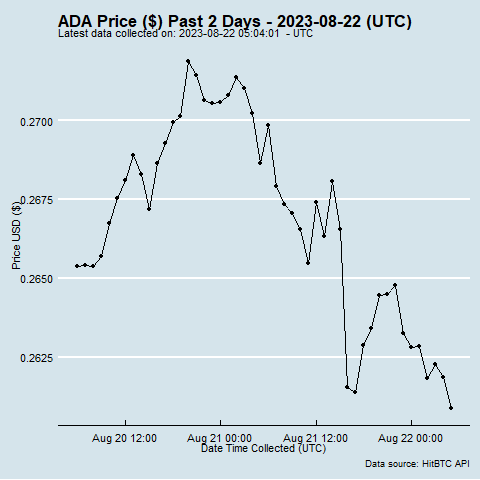 ADA Price ($) Past 2 Days - 2023-08-22 (UTC)
Latest data collected on: 2023-08-22 05:04:01  - UTC
0.2700
0.2675
0.2650
0.2625
Price USD ($)
Aug 20 12:00
Aug 21 00:00
Aug 21 12:00
Aug 22 00:00
Date Time Collected (UTC)
Data source: HitBTC API